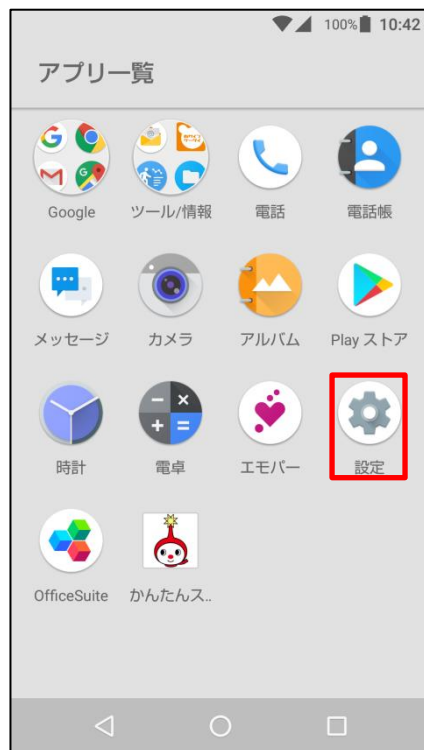 100% 10:42
アプリ一覧
Google ツール/情報 電話 電話帳
メッセージ カメラ アルバム Play ストア
時計 電卓 エモパー 設定
OfficeSuite かんたんス..